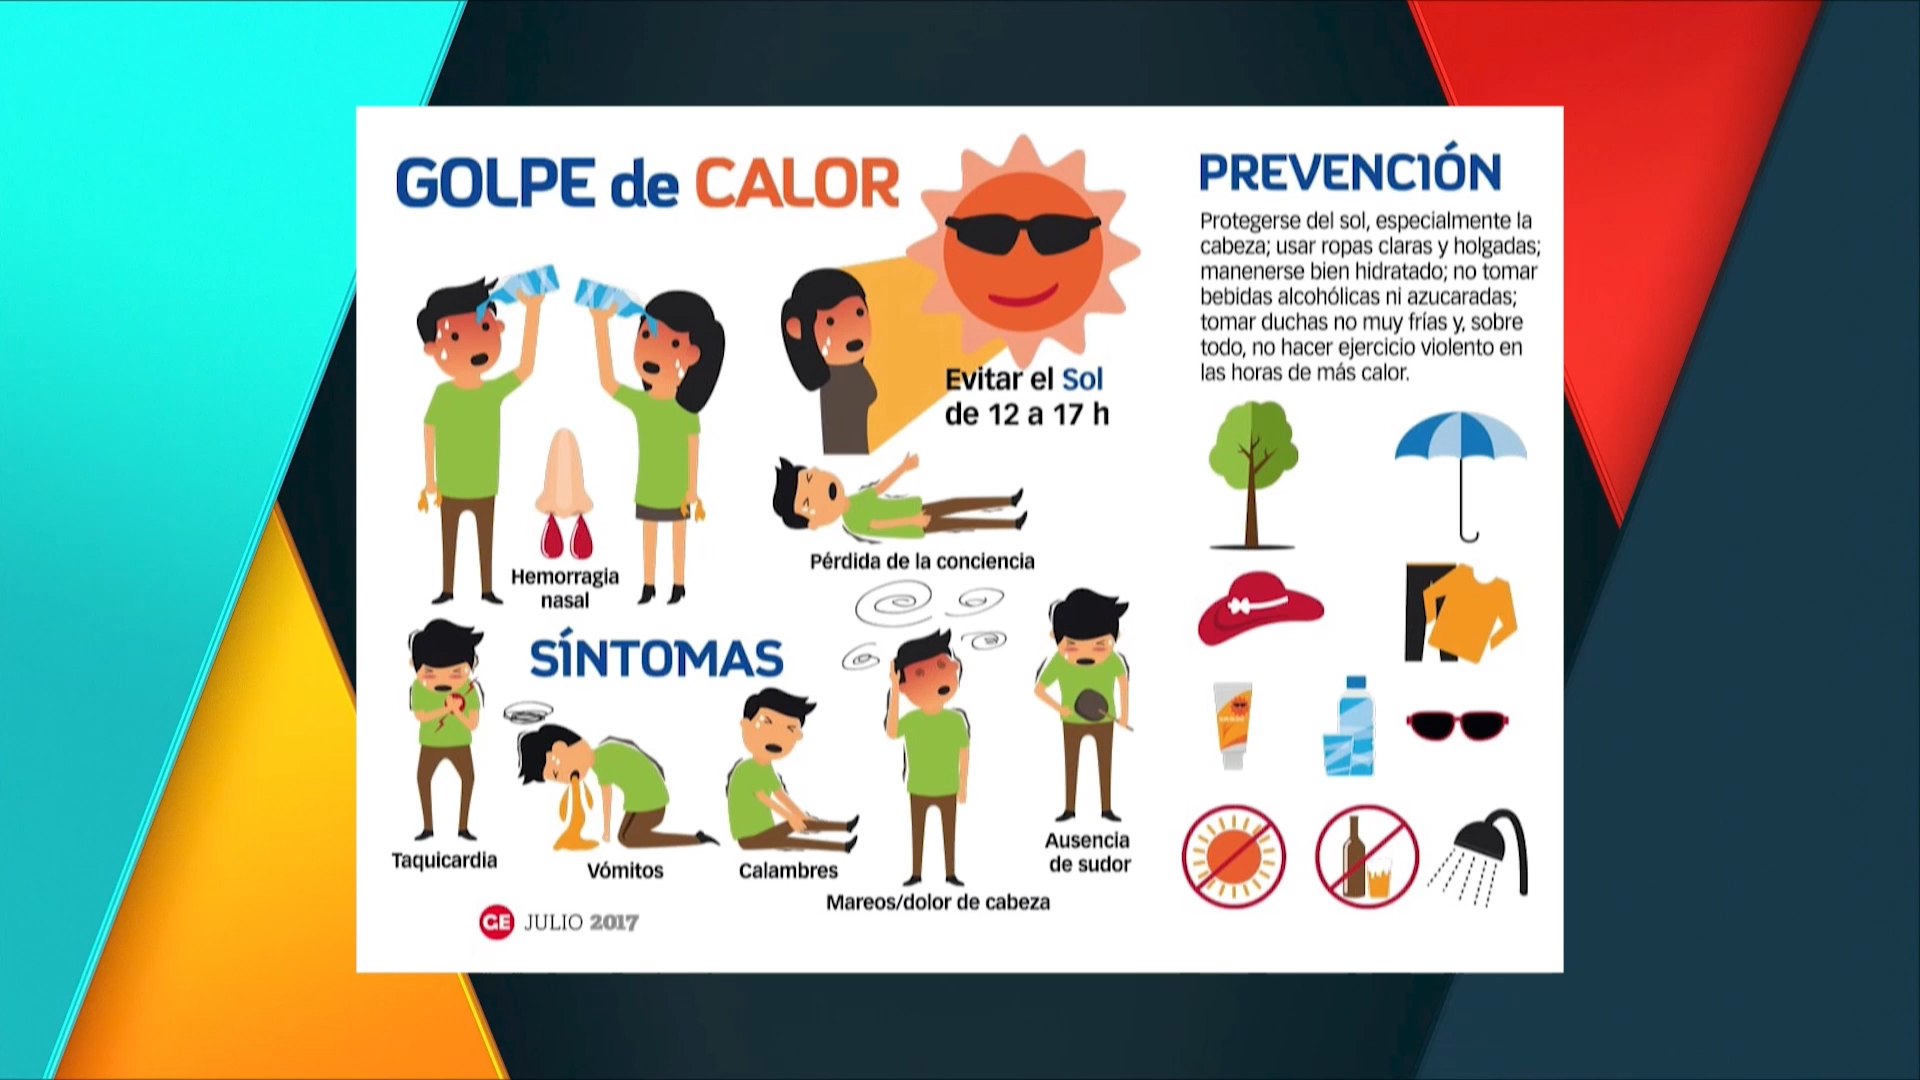 GOLPE de CALOR
Evitar el Sol
de 12 a 17 h
Hemorragia
nasal
Pérdida de la conciencia
SÍNTOMAS
Taquicardia
Vómitos
Calambres
Mareos/dolor de cabeza
Ausencia
de sudor
GE JULIO 2017
PREVENCIÓN
Protegerse del sol, especialmente la
cabeza; usar ropas claras y holgadas;
manenerse bien hidratado; no tomar
bebidas alcohólicas ni azucaradas;
tomar duchas no muy frías y, sobre
todo, no hacer ejercicio violento en
las horas de más calor.